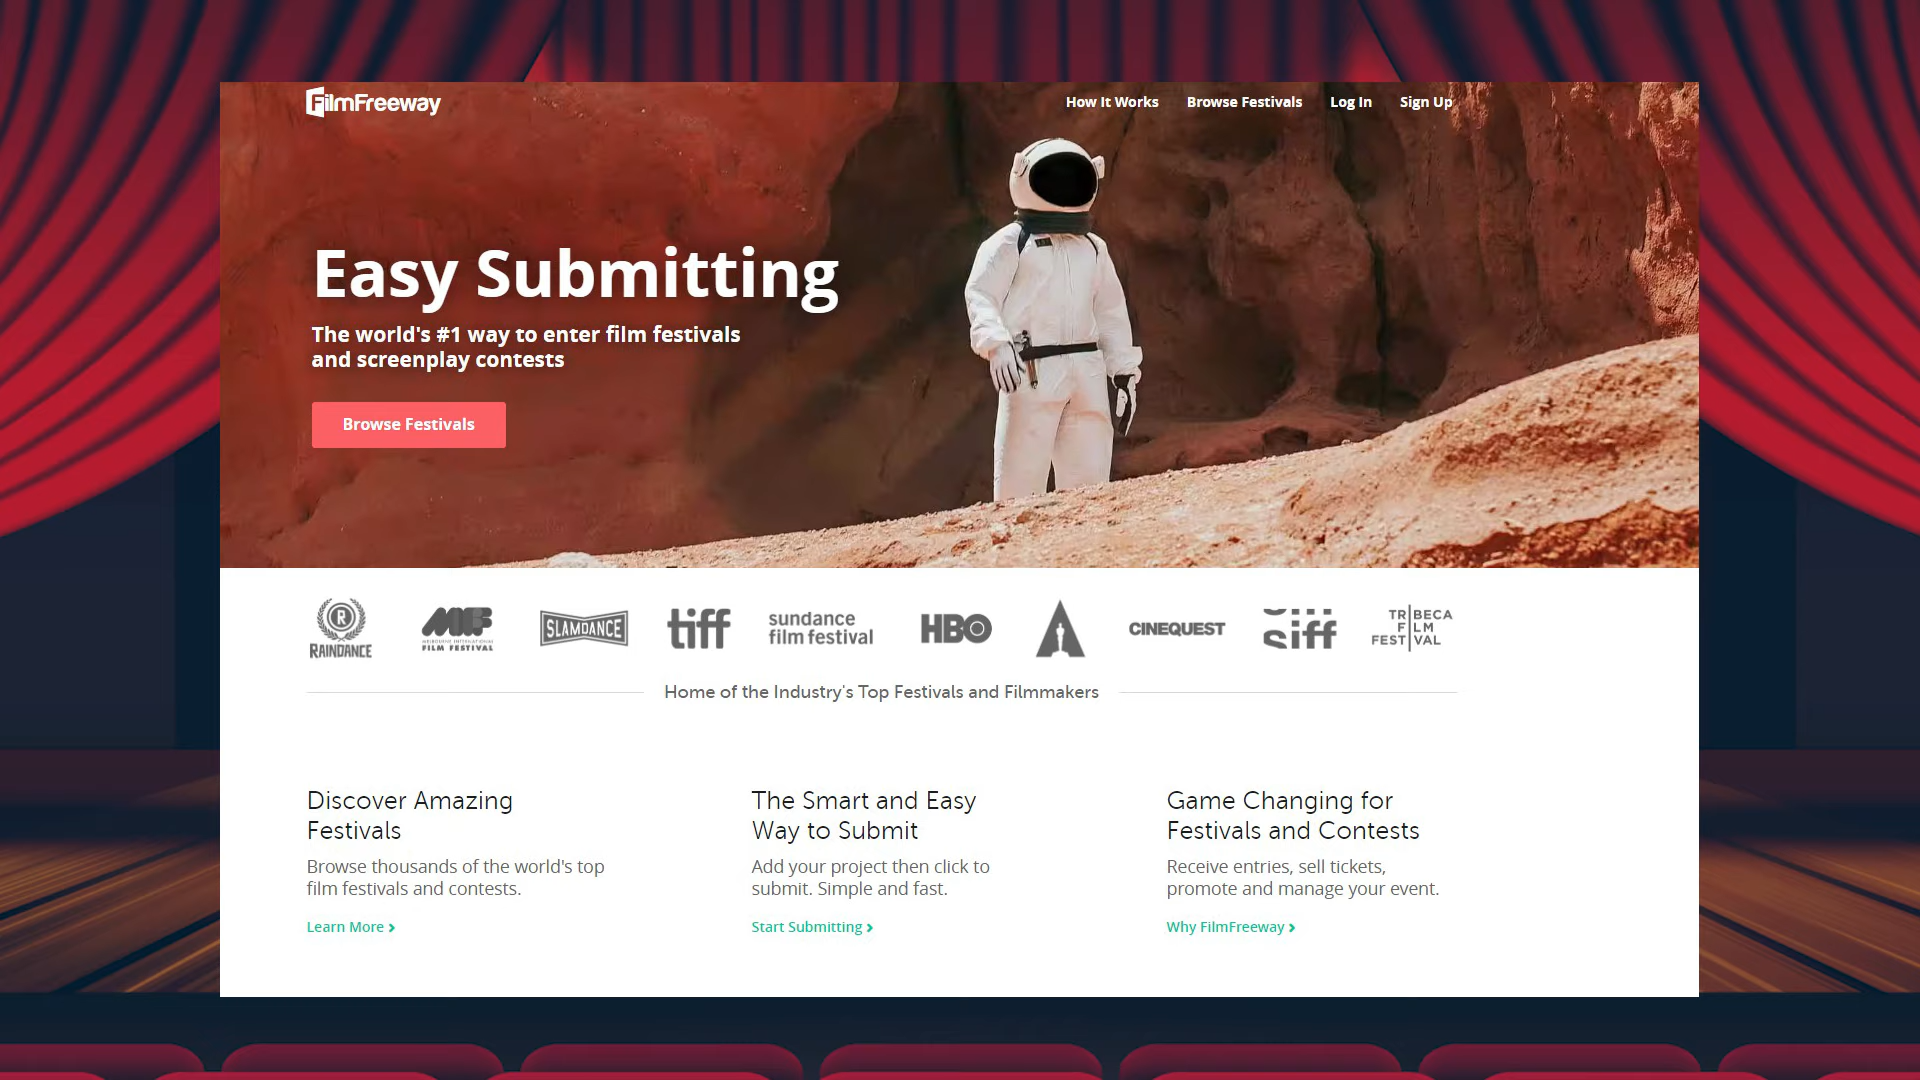 FilmFreeway
How It Works
Browse Festivals
Log In
Sign Up
Easy Submitting
The world's #1 way to enter film festivals
and screenplay contests
Browse Festivals
R
RAINDANCE
MIFF
MELBOURNE INTERNATIONAL
FILM FESTIVAL
SLAMDANCE
tiff
sundance
film festival
HBO
CINEQUEST
siff
TRIBECA
FILM
FESTIVAL
Home of the Industry's Top Festivals and Filmmakers
Discover Amazing
Festivals
Browse thousands of the world's top
film festivals and contests.
Learn More
The Smart and Easy
Way to Submit
Add your project then click to
submit. Simple and fast.
Start Submitting
Game Changing for
Festivals and Contests
Receive entries, sell tickets,
promote and manage your event.
Why FilmFreeway